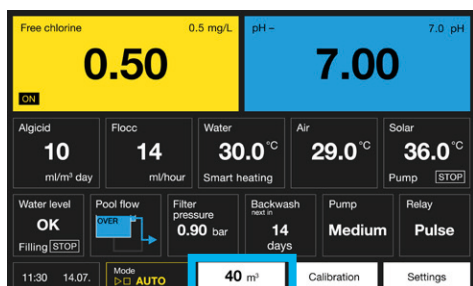 Free chlorine 0.5 mg/L
0.50
ON
pH – 7.0 pH
7.00
Algicid
10
ml/m³ day
Flocc
14
ml/hour
Water
30.0°C
Smart heating
Air
29.0°C
Solar
36.0°C
Pump STOP
Water level
OK
Filling STOP
Pool flow
OVER
Filter
pressure
0.90 bar
Backwash
next in
14
days
Pump
Medium
Relay
Pulse
11:30 14.07.
Mode
AUTO
40 m³
Calibration
Settings